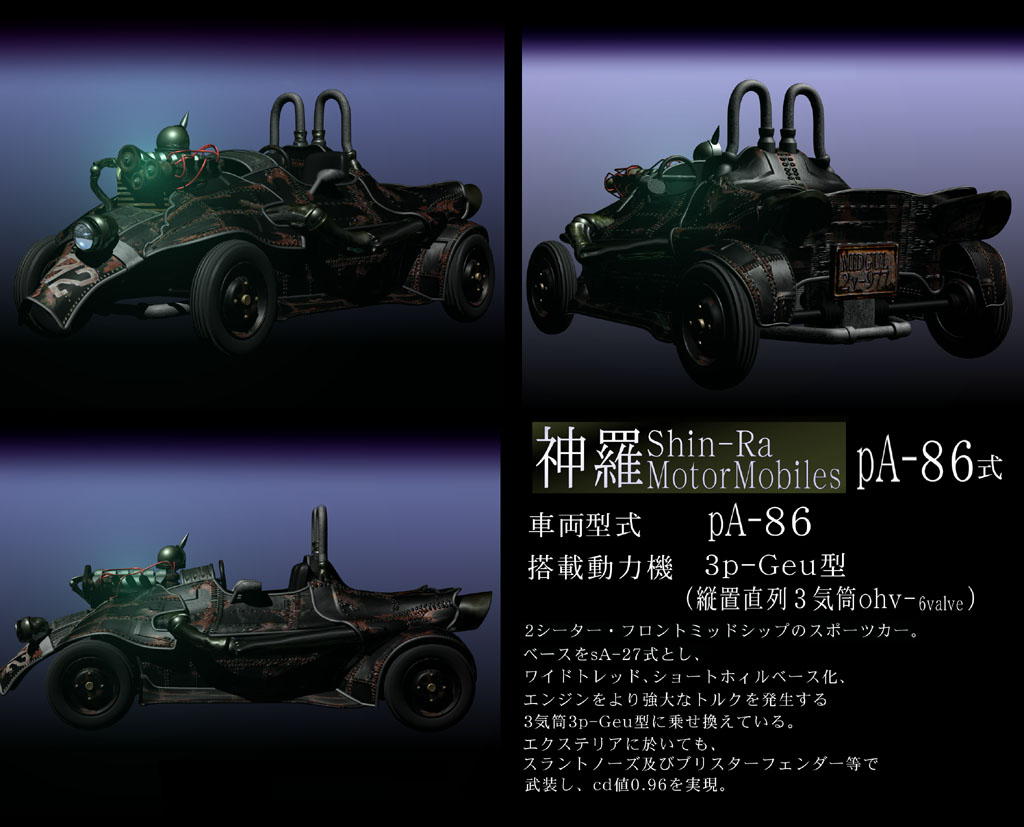 神羅 Shin-Ra MotorMobiles pA-86式
車両型式 pA-86
搭載動力機 3p-Geu型
(縦置直列3気筒ohv-6valve)
2シーター・フロントミッドシップのスポーツカー。
ベースをsA-27式とし、
ワイドトレッド、ショートホィルベース化、
エンジンをより強大なトルクを発生する
3気筒3p-Geu型に乗せ換えている。
エクステリアに於いても、
スラントノーズ及びブリスターフェンダー等で
武装し、cd値0.96を実現。